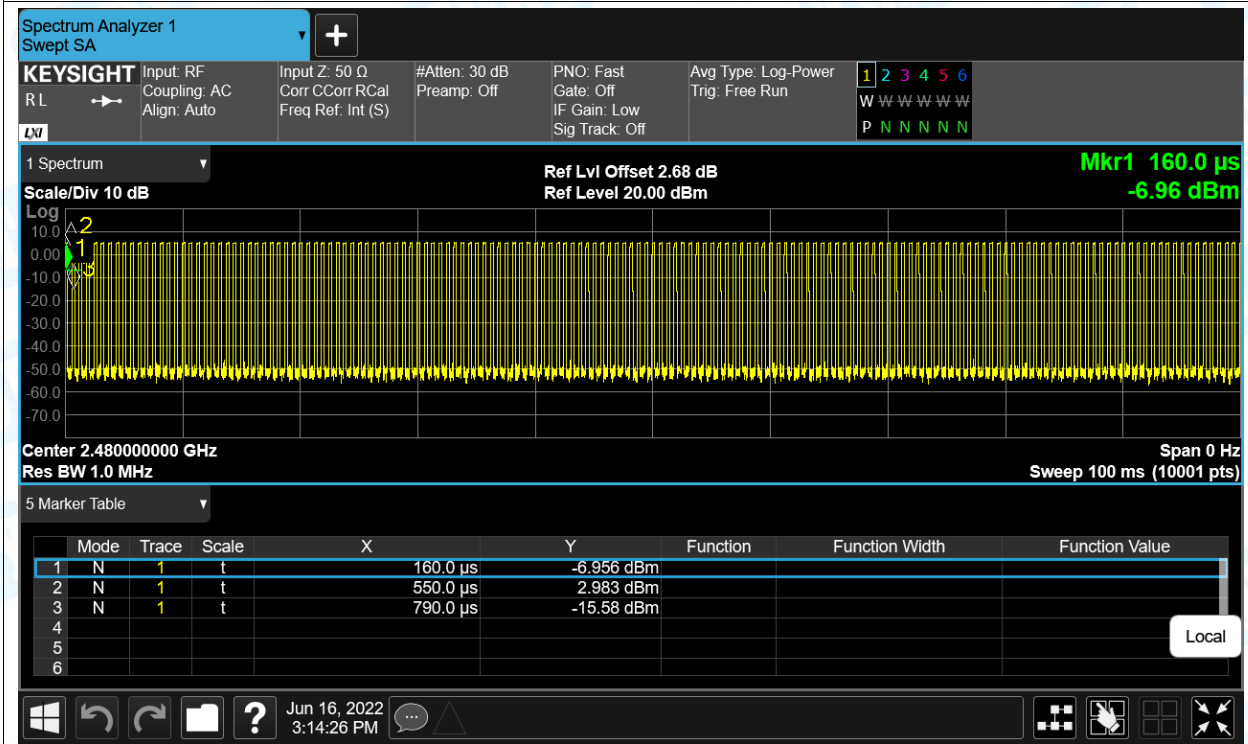 Spectrum Analyzer 1
Swept SA
+
KEYSIGHT
R L
LXI
Input: RF
Coupling: AC
Align: Auto
Input Z: 50 Ω
Corr CCorr RCal
Freq Ref: Int (S)
#Atten: 30 dB
Preamp: Off
PNO: Fast
Gate: Off
IF Gain: Low
Sig Track: Off
Avg Type: Log-Power
Trig: Free Run
1 2 3 4 5 6
W W W W W W
P N N N N N
1 Spectrum
Scale/Div 10 dB
Ref Lvl Offset 2.68 dB
Ref Level 20.00 dBm
Mkr1 160.0 µs
-6.96 dBm
Log
10.0
0.00
-10.0
-20.0
-30.0
-40.0
-50.0
-60.0
-70.0
2
1
3
Center 2.480000000 GHz
Res BW 1.0 MHz
Span 0 Hz
Sweep 100 ms (10001 pts)
5 Marker Table
Mode Trace Scale X Y Function Function Width Function Value
1 N 1 t 160.0 µs -6.956 dBm
2 N 1 t 550.0 µs 2.983 dBm
3 N 1 t 790.0 µs -15.58 dBm
4
5
6
Local
?
Jun 16, 2022
3:14:26 PM